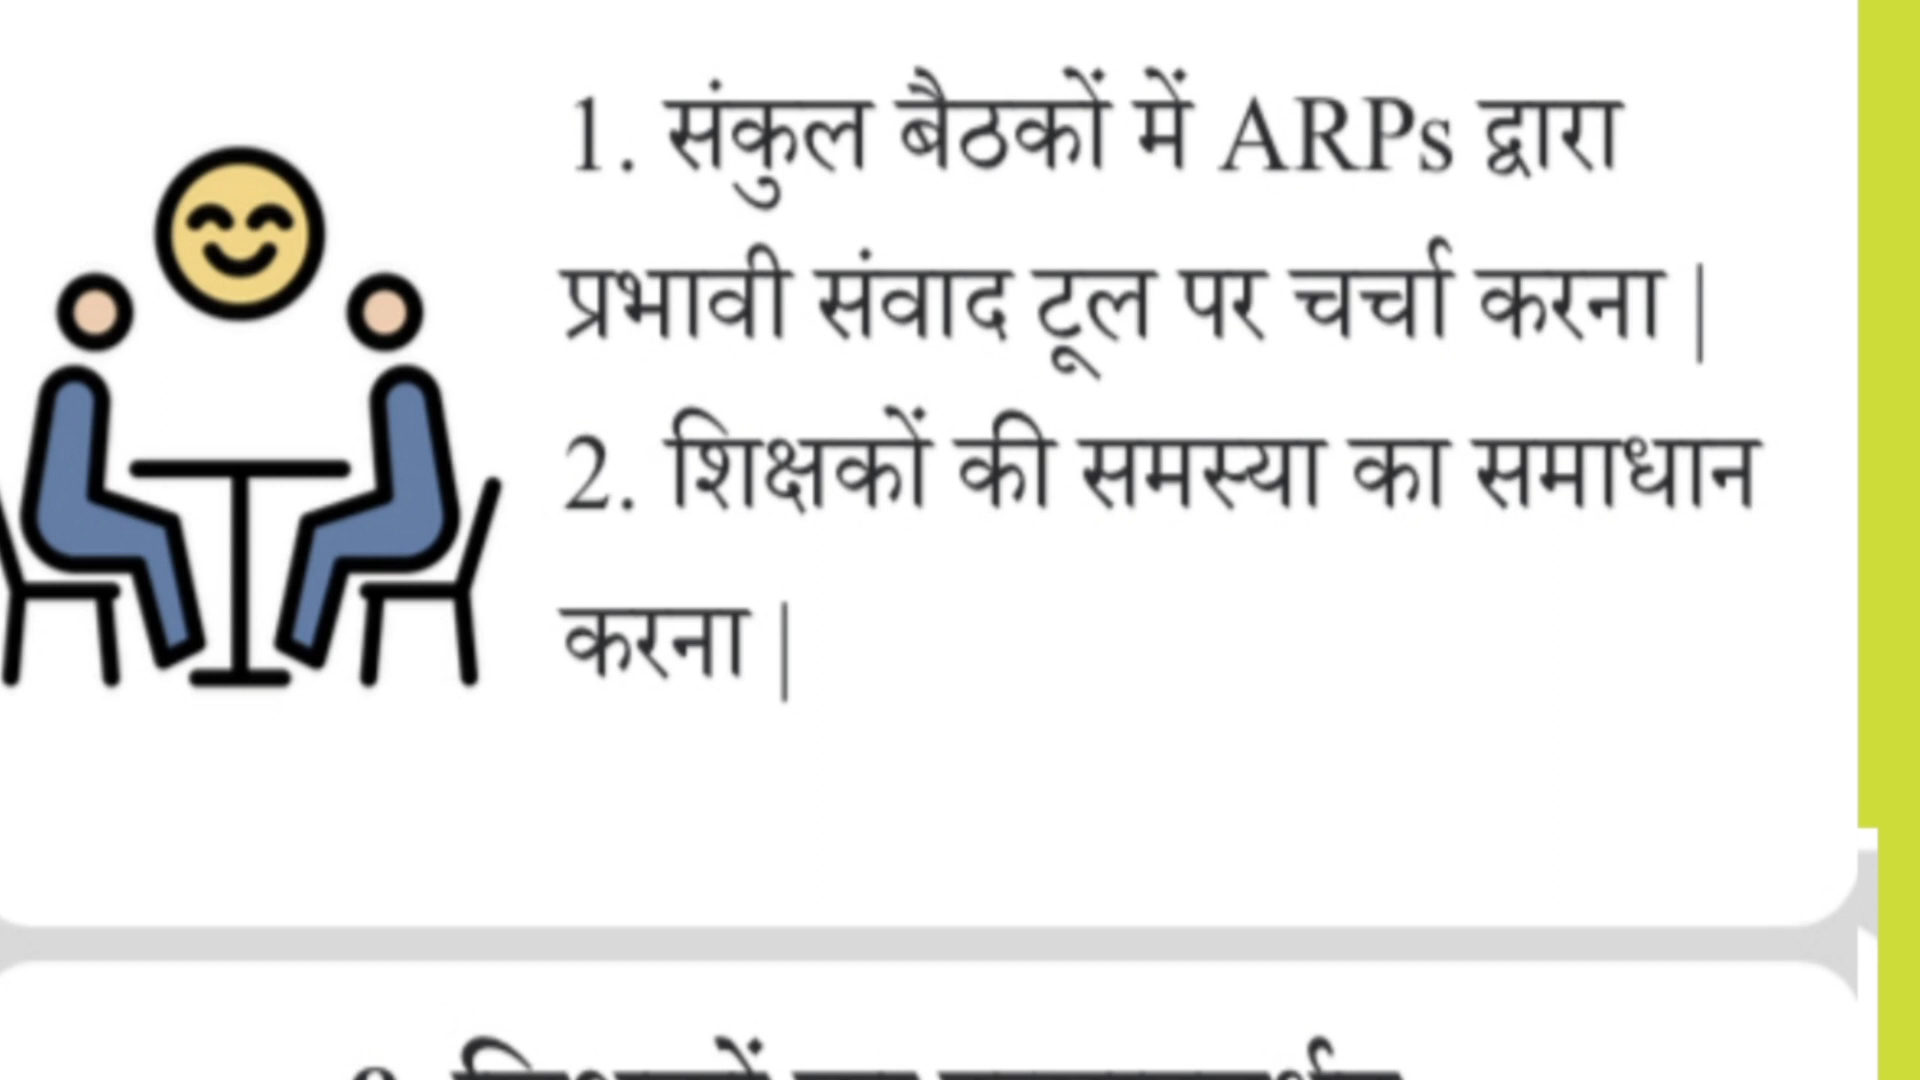 1. संकुल बैठकों में ARPs द्वारा
प्रभावी संवाद टूल पर चर्चा करना |
2. शिक्षकों की समस्या का समाधान
करना |